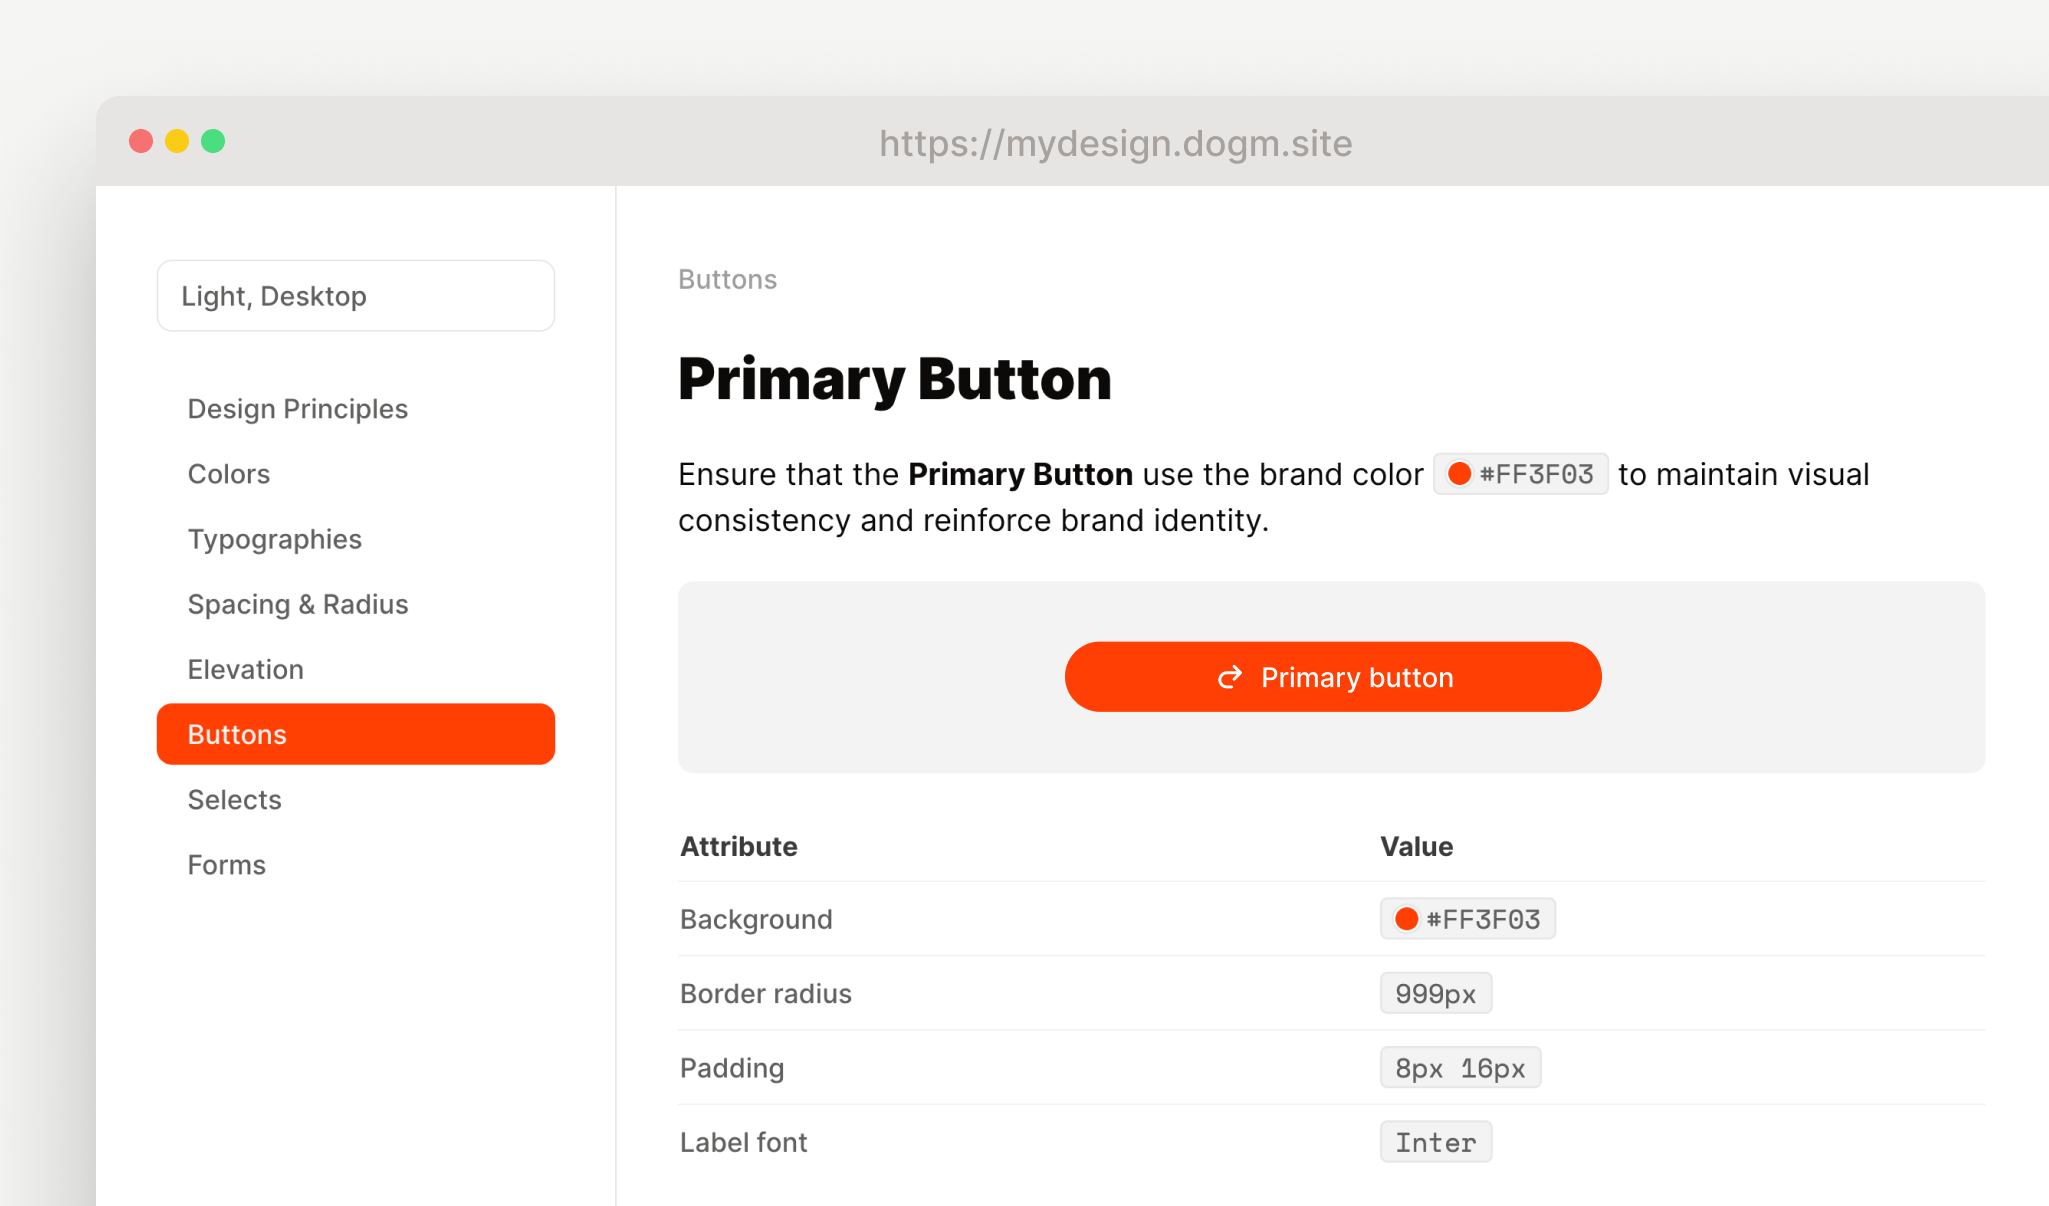 https://mydesign.dogm.site
Light, Desktop
Design Principles
Colors
Typographies
Spacing & Radius
Elevation
Buttons
Selects
Forms
Buttons
Primary Button
Ensure that the Primary Button use the brand color #FF3F03 to maintain visual
consistency and reinforce brand identity.
Primary button
Attribute Value
Background #FF3F03
Border radius 999px
Padding 8px 16px
Label font Inter